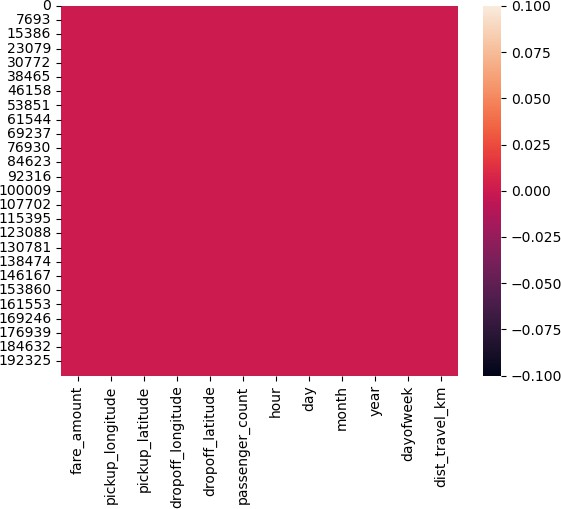 0
7693
15386
23079
30772
38465
46158
53851
61544
69237
76930
84623
92316
100009
107702
115395
123088
130781
138474
146167
153860
161553
169246
176939
184632
192325
fare_amount
pickup_longitude
pickup_latitude
dropoff_longitude
dropoff_latitude
passenger_count
hour
day
month
year
dayofweek
dist_travel_km
0.100
0.075
0.050
0.025
0.000
−0.025
−0.050
−0.075
−0.100